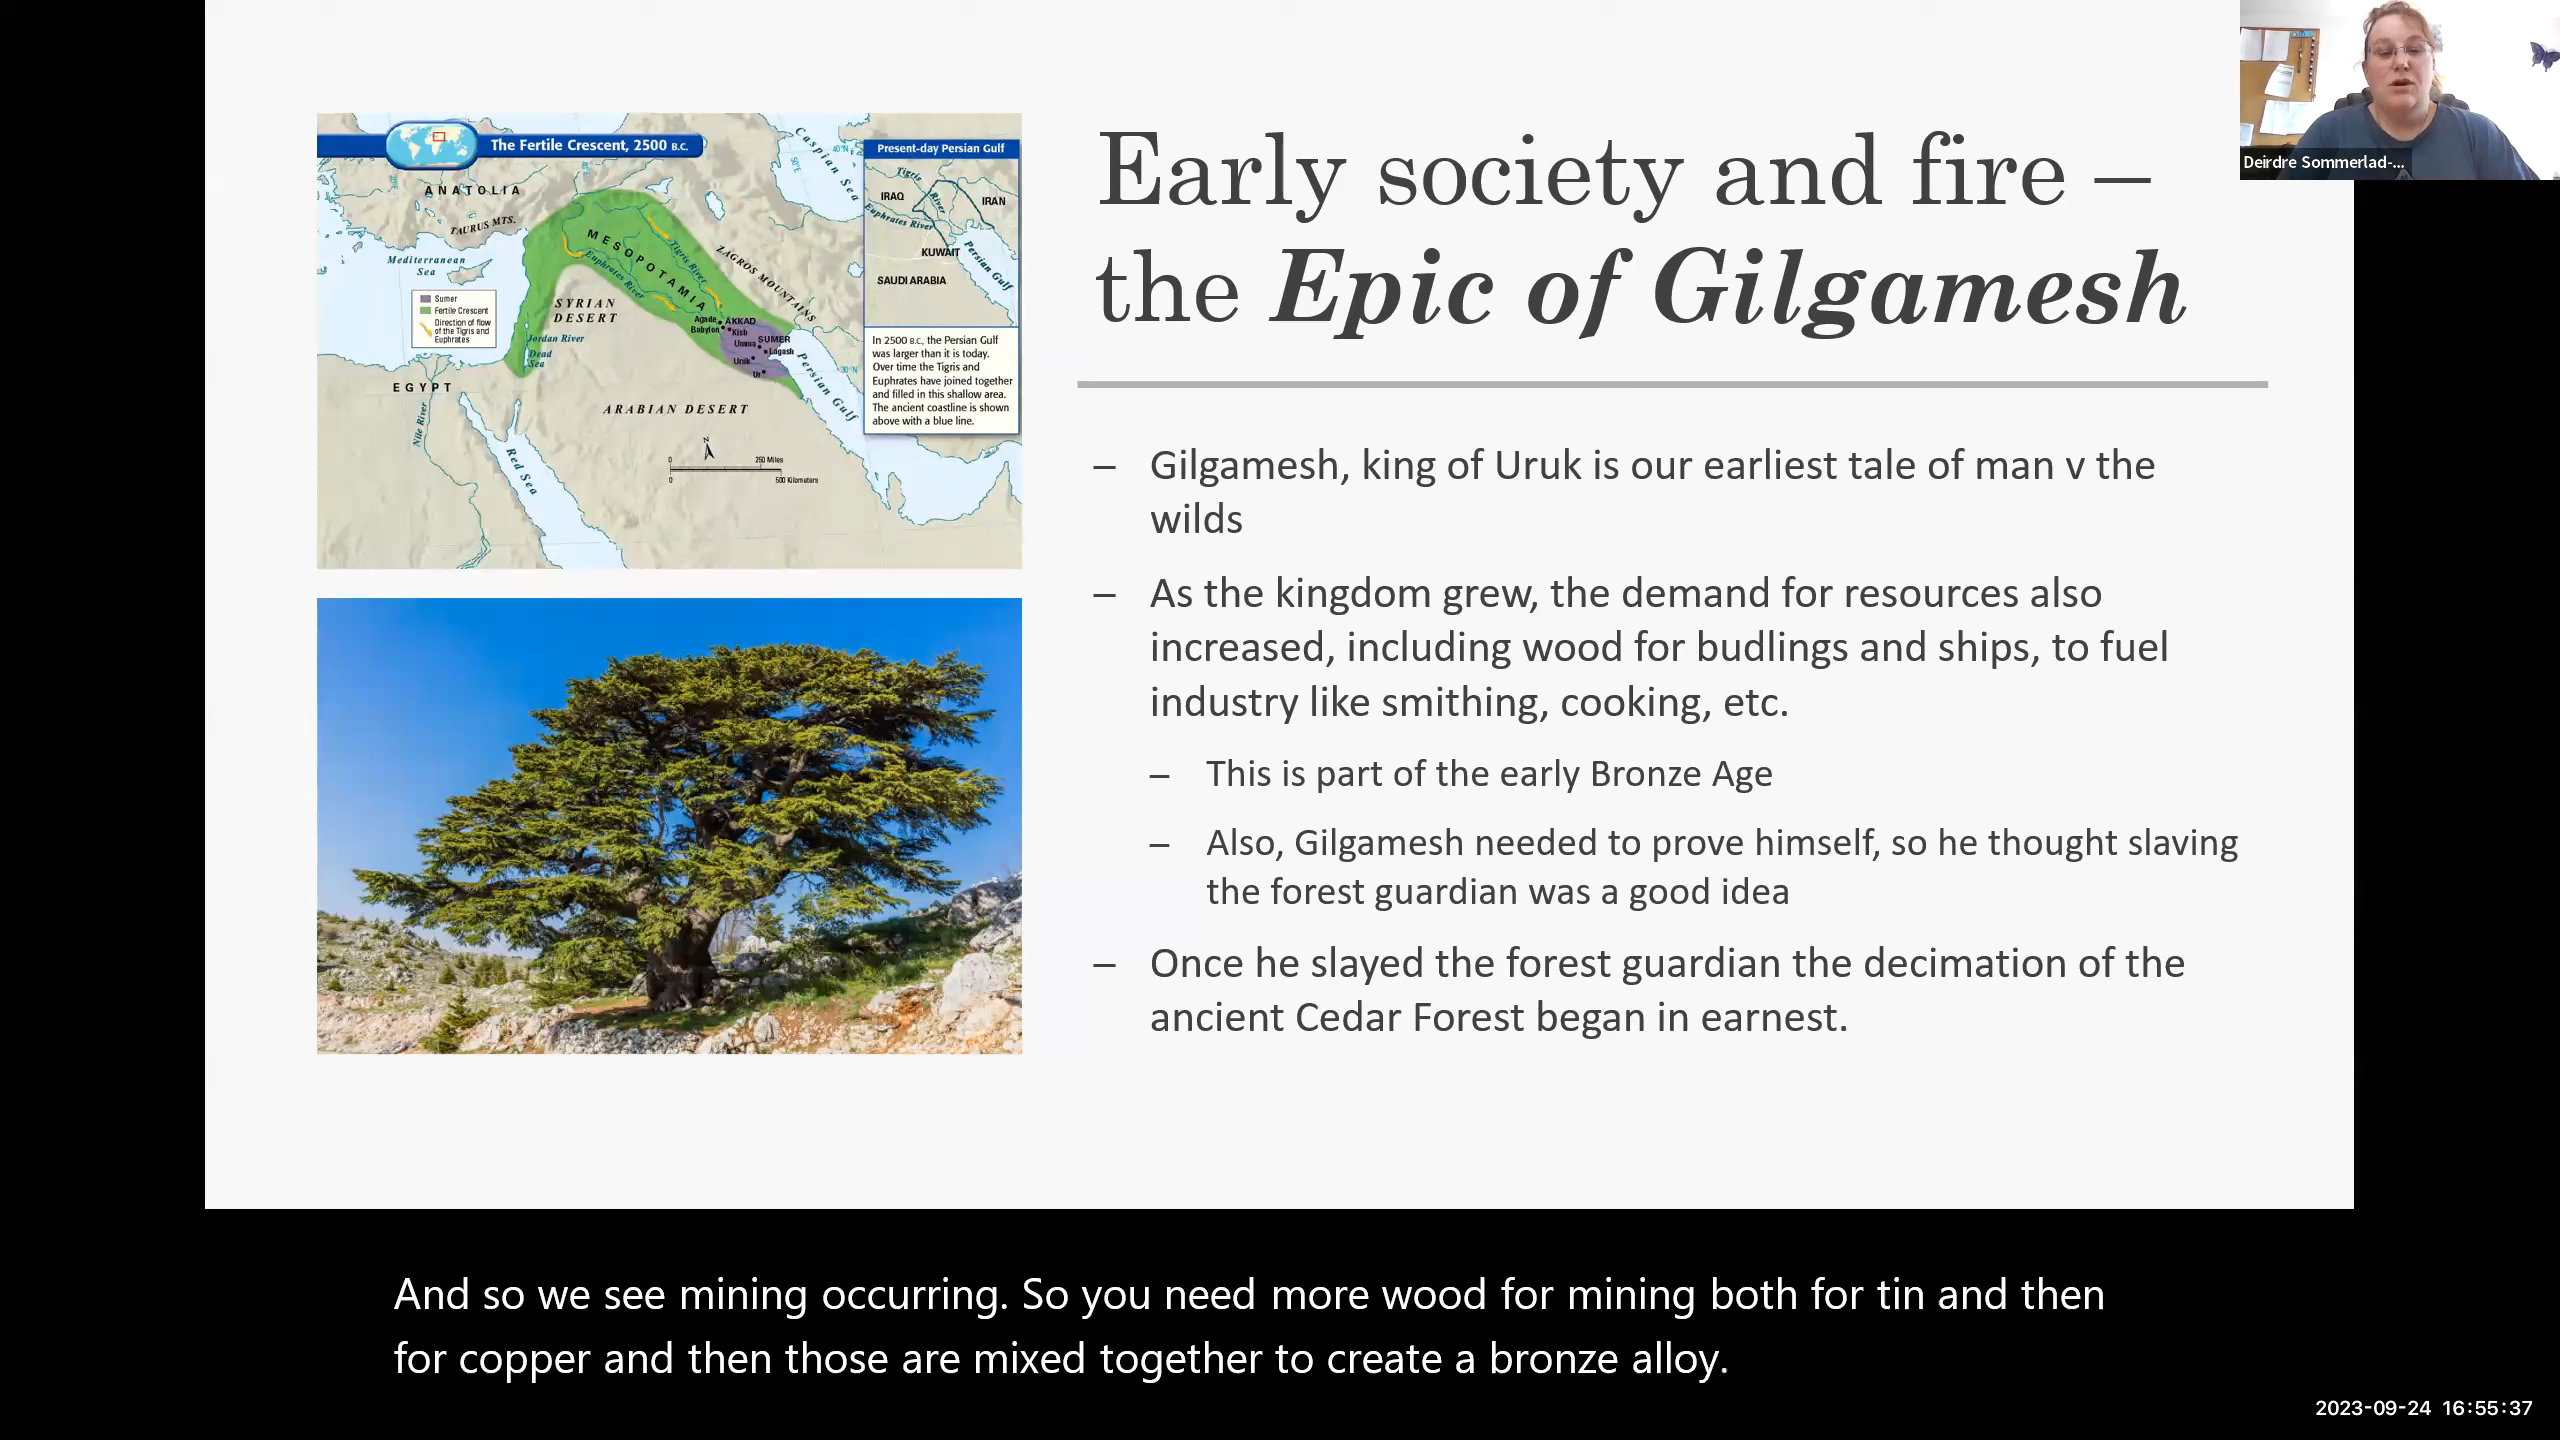 The Fertile Crescent, 2500 B.C.
ANATOLIA
TAURUS MTS.
Caspian Sea
40°N
50°E
Mediterranean
Sea
MESOPOTAMIA
Tigris River
Euphrates River
ZAGROS MOUNTAINS
Sumer
Fertile Crescent
Direction of flow
of the Tigris and
Euphrates
SYRIAN
DESERT
Jordan River
Dead
Sea
Agade
AKKAD
Babylon
Kish
Umma
SUMER
Lagash
Uruk
Ur
30°N
Persian Gulf
EGYPT
Nile River
Red Sea
ARABIAN DESERT
N
0
250 Miles
0
500 Kilometers
Present-day Persian Gulf
Tigris
River
IRAQ
IRAN
Euphrates River
KUWAIT
Persian Gulf
SAUDI ARABIA
In 2500 B.C., the Persian Gulf
was larger than it is today.
Over time the Tigris and
Euphrates have joined together
and filled in this shallow area.
The ancient coastline is shown
above with a blue line.
Early society and fire –
the Epic of Gilgamesh
– Gilgamesh, king of Uruk is our earliest tale of man v the
wilds
– As the kingdom grew, the demand for resources also
increased, including wood for budlings and ships, to fuel
industry like smithing, cooking, etc.
– This is part of the early Bronze Age
– Also, Gilgamesh needed to prove himself, so he thought slaving
the forest guardian was a good idea
– Once he slayed the forest guardian the decimation of the
ancient Cedar Forest began in earnest.
Deirdre Sommerlad-...
And so we see mining occurring. So you need more wood for mining both for tin and then
for copper and then those are mixed together to create a bronze alloy.
2023-09-24 16:55:37